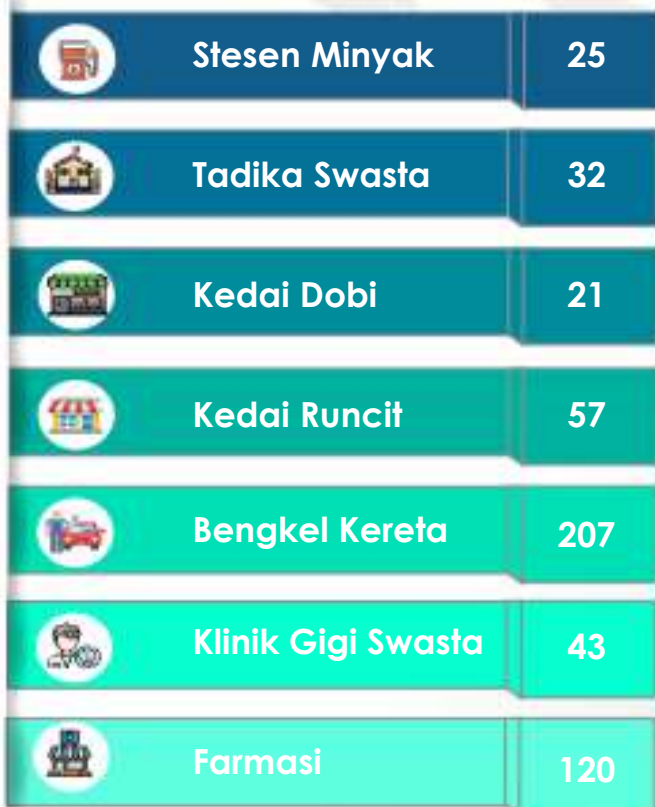 Stesen Minyak 25
Tadika Swasta 32
Kedai Dobi 21
Kedai Runcit 57
Bengkel Kereta 207
Klinik Gigi Swasta 43
Farmasi 120